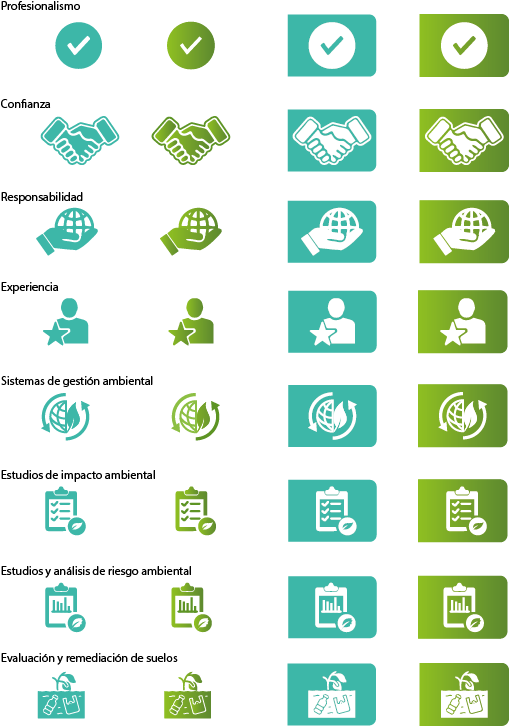 Profesionalismo
Confianza
Responsabilidad
Experiencia
Sistemas de gestión ambiental
Estudios de impacto ambiental
Estudios y análisis de riesgo ambiental
Evaluación y remediación de suelos